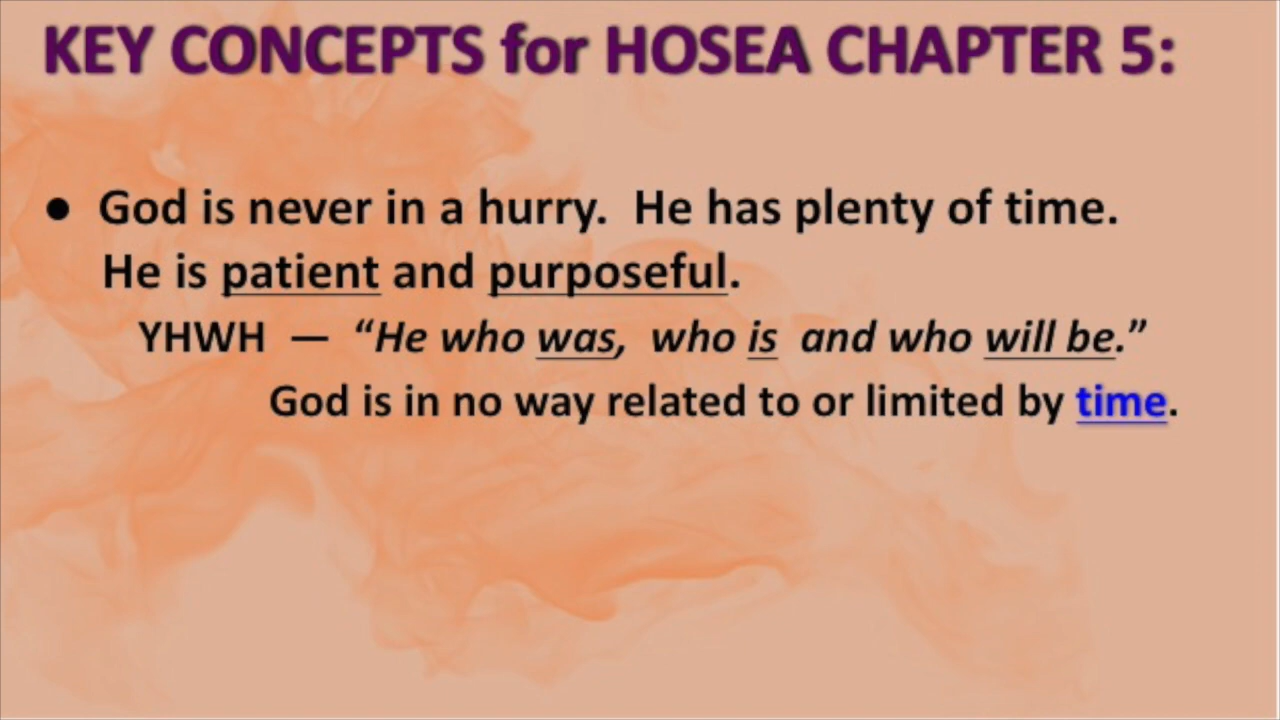 KEY CONCEPTS for HOSEA CHAPTER 5:
● God is never in a hurry. He has plenty of time.
He is patient and purposeful.
YHWH — “He who was, who is and who will be.”
God is in no way related to or limited by time.